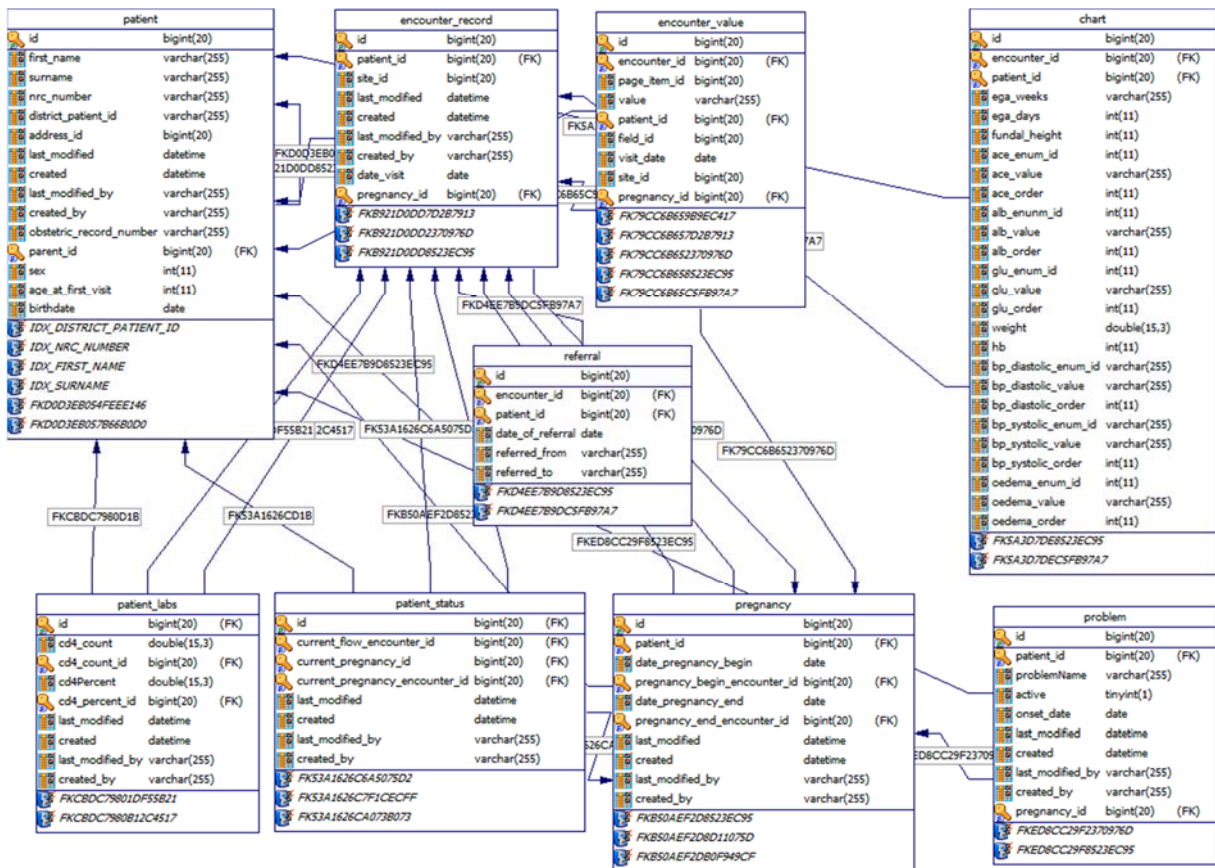 patient
id bigint(20)
first_name varchar(255)
surname varchar(255)
nrc_number varchar(255)
district_patient_id varchar(255)
address_id bigint(20)
last_modified datetime
created datetime
last_modified_by varchar(255)
created_by varchar(255)
obstetric_record_number varchar(255)
parent_id bigint(20) (FK)
sex int(11)
age_at_first_visit int(11)
birthdate date
IDX_DISTRICT_PATIENT_ID
IDX_NRC_NUMBER
IDX_FIRST_NAME
IDX_SURNAME
FKD0D3EB054FEEE146
FKD0D3EB057B66B0D0
encounter_record
id bigint(20)
patient_id bigint(20) (FK)
site_id bigint(20)
last_modified datetime
created datetime
last_modified_by varchar(255)
created_by varchar(255)
date_visit date
pregnancy_id bigint(20) (FK)
FKB921D0DD7D2B7913
FKB921D0DD2370976D
FKB921D0DD8523EC95
encounter_value
id bigint(20)
encounter_id bigint(20) (FK)
page_item_id bigint(20)
value varchar(255)
patient_id bigint(20) (FK)
field_id bigint(20)
visit_date date
site_id bigint(20)
pregnancy_id bigint(20) (FK)
FK79CC6B659B9EC417
FK79CC6B657D2B7913
FK79CC6B652370976D
FK79CC6B658523EC95
FK79CC6B65C5FB97A7
chart
id bigint(20)
encounter_id bigint(20) (FK)
patient_id bigint(20) (FK)
ega_weeks varchar(255)
ega_days int(11)
fundal_height int(11)
ace_enum_id int(11)
ace_value varchar(255)
ace_order int(11)
alb_enunm_id int(11)
alb_value varchar(255)
alb_order int(11)
glu_enum_id int(11)
glu_value varchar(255)
glu_order int(11)
weight double(15,3)
hb int(11)
bp_diastolic_enum_id varchar(255)
bp_diastolic_value varchar(255)
bp_diastolic_order int(11)
bp_systolic_enum_id varchar(255)
bp_systolic_value varchar(255)
bp_systolic_order int(11)
oedema_enum_id int(11)
oedema_value varchar(255)
oedema_order int(11)
FK5A3D7DE8523EC95
FK5A3D7DEC5FB97A7
FKD0D3EB0
21D0DD8523
FK5A
C6B65C5
7A7
FKD4EE7B9DC5FB97A7
FKD4EE7B9D8523EC95
referral
id bigint(20)
encounter_id bigint(20) (FK)
patient_id bigint(20) (FK)
date_of_referral date
referred_from varchar(255)
referred_to varchar(255)
FKD4EE7B9D8523EC95
FKD4EE7B9DC5FB97A7
DF55B21
2C4517
FK53A1626C6A5075D
0976D
FK79CC6B652370976D
FKCBDC7980D1B
FK53A1626CD1B
FKB50AEF2D8523
FKED8CC29F8523EC95
patient_labs
id bigint(20) (FK)
cd4_count double(15,3)
cd4_count_id bigint(20) (FK)
cd4Percent double(15,3)
cd4_percent_id bigint(20) (FK)
last_modified datetime
created datetime
last_modified_by varchar(255)
created_by varchar(255)
FKCBDC79801DF55B21
FKCBDC7980B12C4517
patient_status
id bigint(20) (FK)
current_flow_encounter_id bigint(20) (FK)
current_pregnancy_id bigint(20) (FK)
current_pregnancy_encounter_id bigint(20) (FK)
last_modified datetime
created datetime
last_modified_by varchar(255)
created_by varchar(255)
FK53A1626C6A5075D2
FK53A1626C7F1CECFF
FK53A1626CA073B073
626CA
pregnancy
id bigint(20)
patient_id bigint(20) (FK)
date_pregnancy_begin date
pregnancy_begin_encounter_id bigint(20) (FK)
date_pregnancy_end date
pregnancy_end_encounter_id bigint(20) (FK)
last_modified datetime
created datetime
last_modified_by varchar(255)
created_by varchar(255)
FKB50AEF2D8523EC95
FKB50AEF2D8D11075D
FKB50AEF2DB0F949CF
ED8CC29F23709
problem
id bigint(20)
patient_id bigint(20) (FK)
problemName varchar(255)
active tinyint(1)
onset_date date
last_modified datetime
created datetime
last_modified_by varchar(255)
created_by varchar(255)
pregnancy_id bigint(20) (FK)
FKED8CC29F2370976D
FKED8CC29F8523EC95